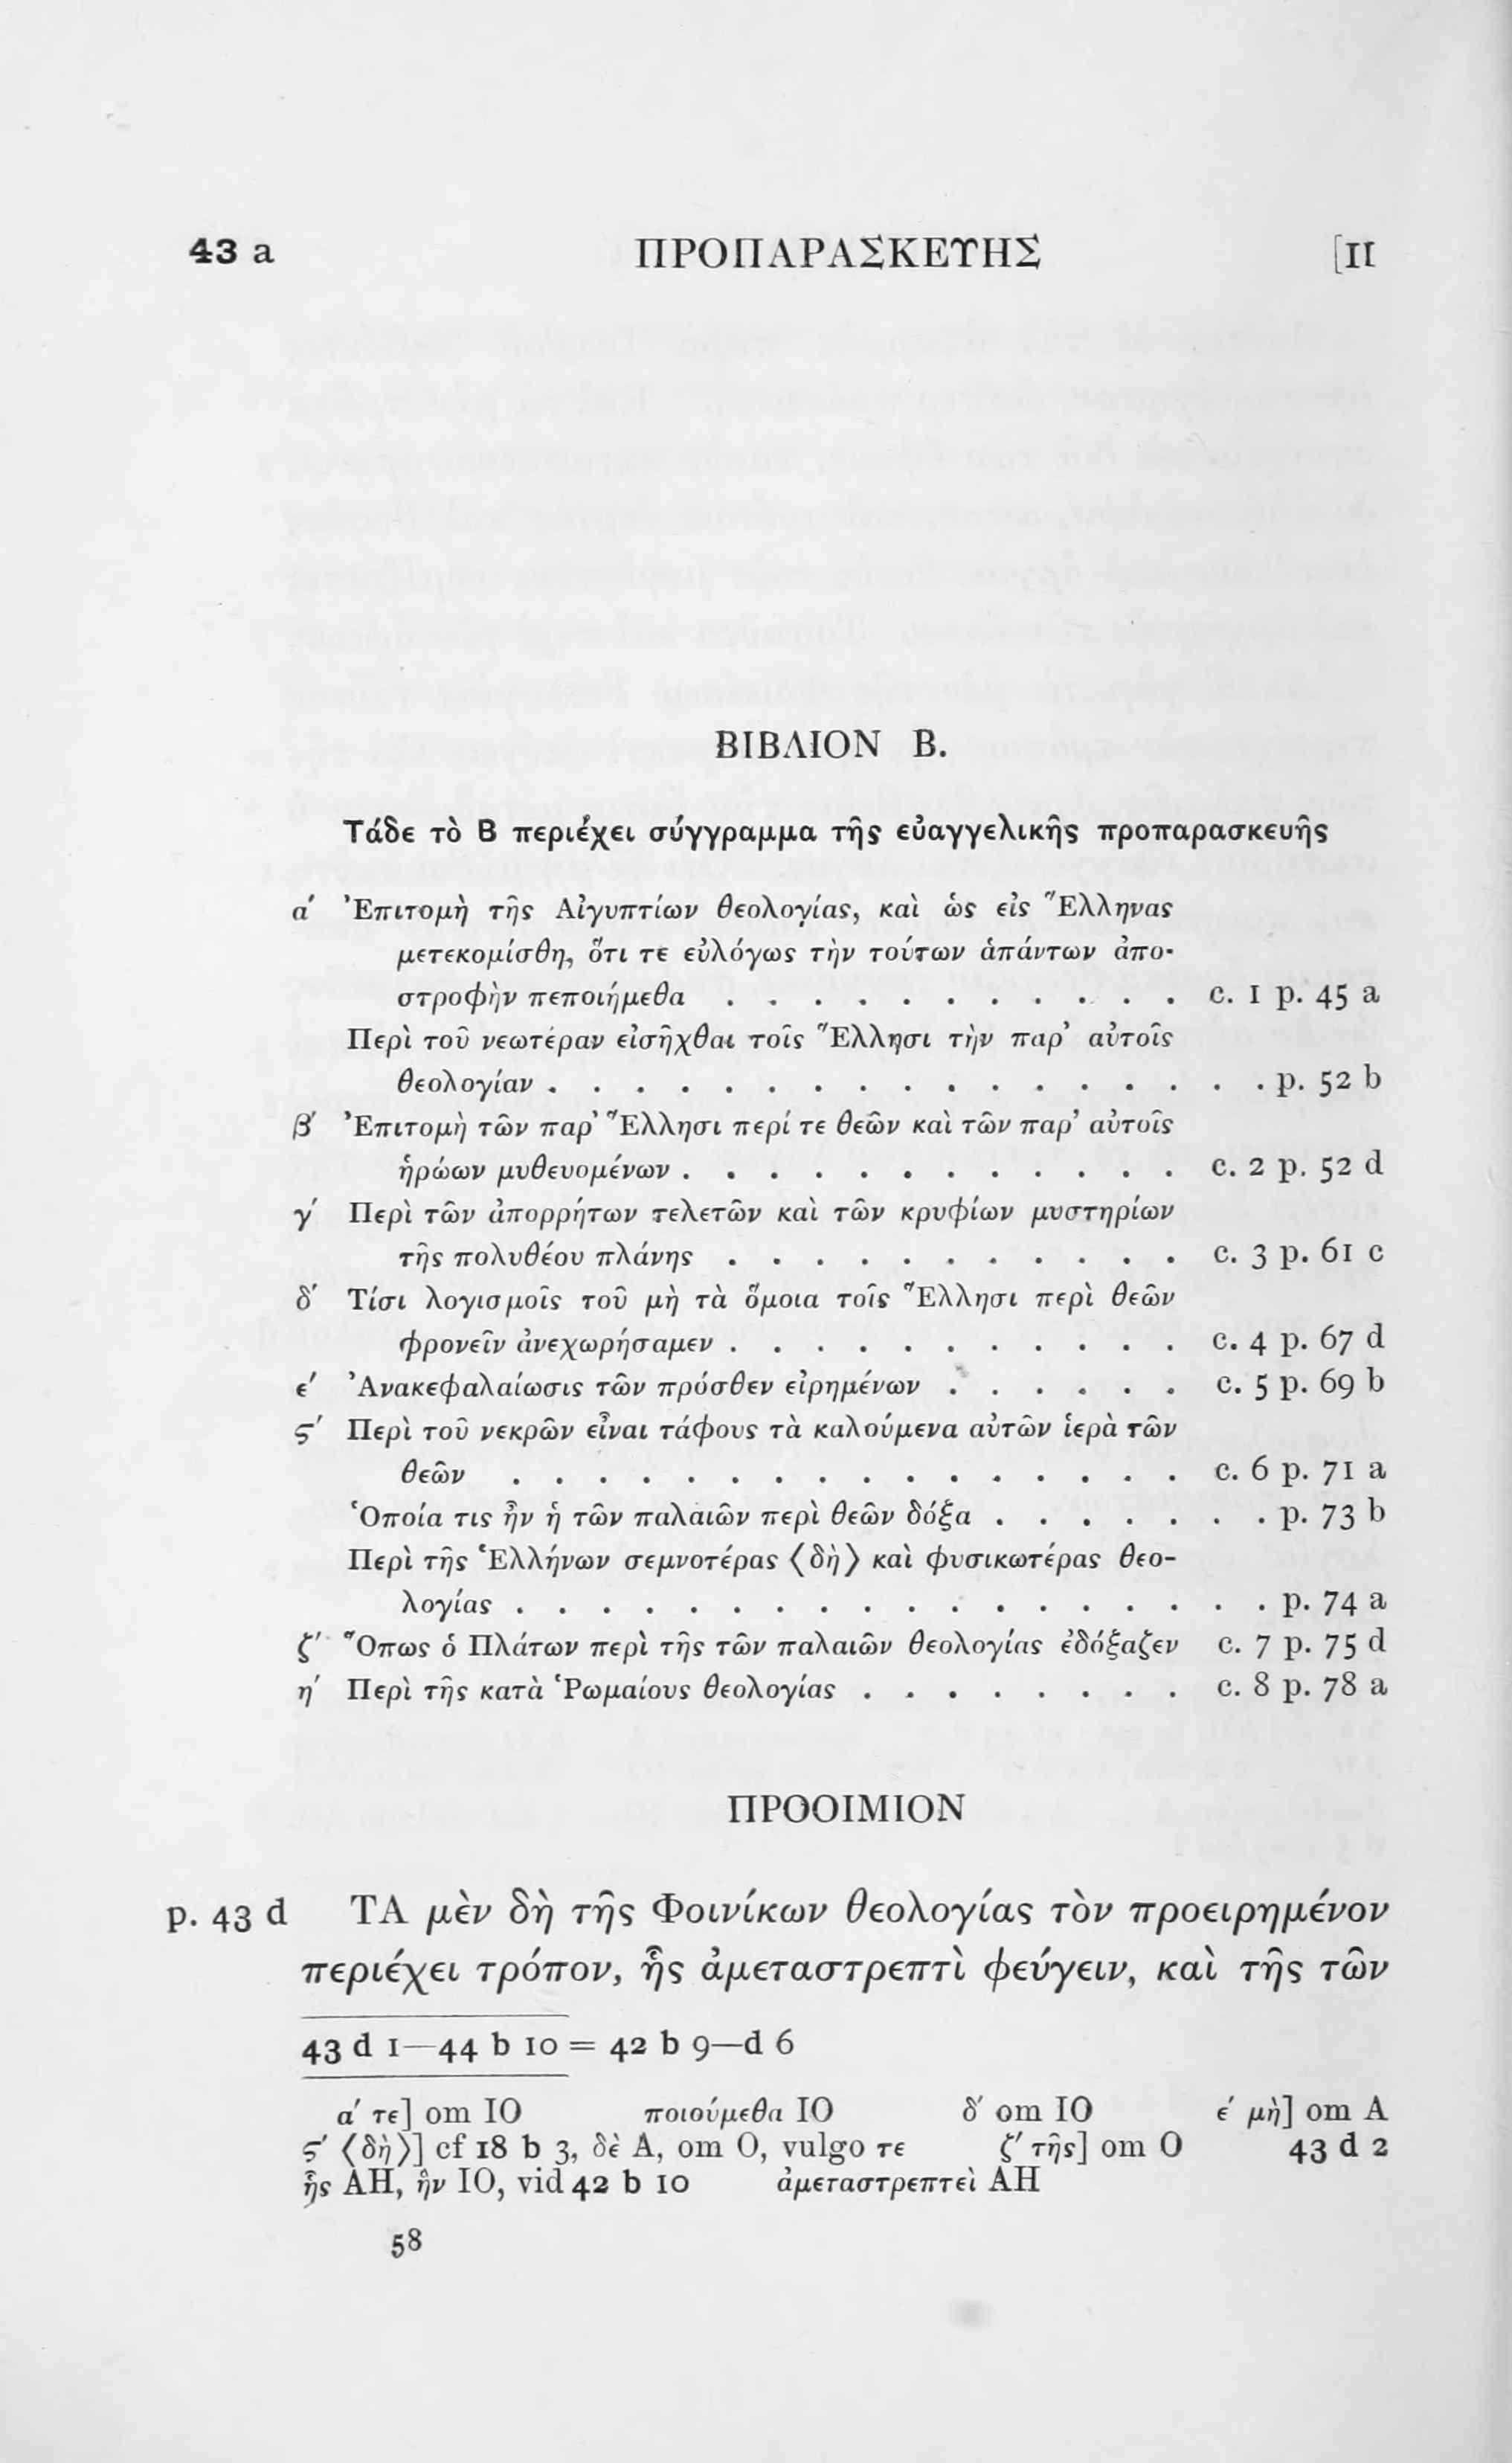 43 a ΠΡΟΠΑΡΑΣΚΕΥΗΣ [II
ΒΙΒΛΙΟΝ Β.
Τάδε τὸ Β περιέχει σύγγραμμα τῆς εὐαγγελικῆς προπαρασκευῆς
α′ Ἐπιτομὴ τῆς Αἰγυπτίων θεολογίας, καὶ ὡς εἰς Ἕλληνας
μετεκομίσθη, ὅτι τε εὐλόγως τὴν τούτων ἁπάντων ἀπο-
στροφὴν πεποιήμεθα . . . . . . . . . . . c. 1 p. 45 a
Περὶ τοῦ νεωτέραν εἰσῆχθαι τοῖς Ἕλλησι τὴν παρ’ αὐτοῖς
θεολογίαν . . . . . . . . . . . . . . . . . p. 52 b
β′ Ἐπιτομὴ τῶν παρ’ Ἕλλησι περί τε θεῶν καὶ τῶν παρ’ αὐτοῖς
ἡρώων μυθευομένων . . . . . . . . . . . . c. 2 p. 52 d
γ′ Περὶ τῶν ἀπορρήτων τελετῶν καὶ τῶν κρυφίων μυστηρίων
τῆς πολυθέου πλάνης . . . . . . . . . . . c. 3 p. 61 c
δ′ Τίσι λογισμοῖς τοῦ μὴ τὰ ὅμοια τοῖς Ἕλλησι περὶ θεῶν
φρονεῖν ἀνεχωρήσαμεν . . . . . . . . . . . c. 4 p. 67 d
ε′ Ἀνακεφαλαίωσις τῶν πρόσθεν εἰρημένων . . . . . . c. 5 p. 69 b
ς′ Περὶ τοῦ νεκρῶν εἶναι τάφους τὰ καλούμενα αὐτῶν ἱερὰ τῶν
θεῶν . . . . . . . . . . . . . . . . c. 6 p. 71 a
Ὁποία τις ἦν ἡ τῶν παλαιῶν περὶ θεῶν δόξα . . . . . . . p. 73 b
Περὶ τῆς Ἑλλήνων σεμνοτέρας ⟨δὴ⟩ καὶ φυσικωτέρας θεο-
λογίας . . . . . . . . . . . . . . . . . . p. 74 a
ζ′ Ὅπως ὁ Πλάτων περὶ τῆς τῶν παλαιῶν θεολογίας ἐδόξαζεν c. 7 p. 75 d
η′ Περὶ τῆς κατὰ Ῥωμαίους θεολογίας . . . . . . . . c. 8 p. 78 a
ΠΡΟΟΙΜΙΟΝ
p. 43 d ΤΑ μὲν δὴ τῆς Φοινίκων θεολογίας τὸν προειρημένον
περιέχει τρόπον, ἧς ἀμεταστρεπτὶ φεύγειν, καὶ τῆς τῶν
43 d 1—44 b 10 = 42 b 9—d 6
α′ τε] om IO ποιούμεθα IO δ′ om IO ε′ μὴ] om A
ς′ ⟨δὴ⟩] cf 18 b 3, δὲ A, om O, vulgo τε ζ′ τῆς] om O 43 d 2
ἧς AH, ἣν IO, vid 42 b 10 ἀμεταστρεπτεὶ AH
58